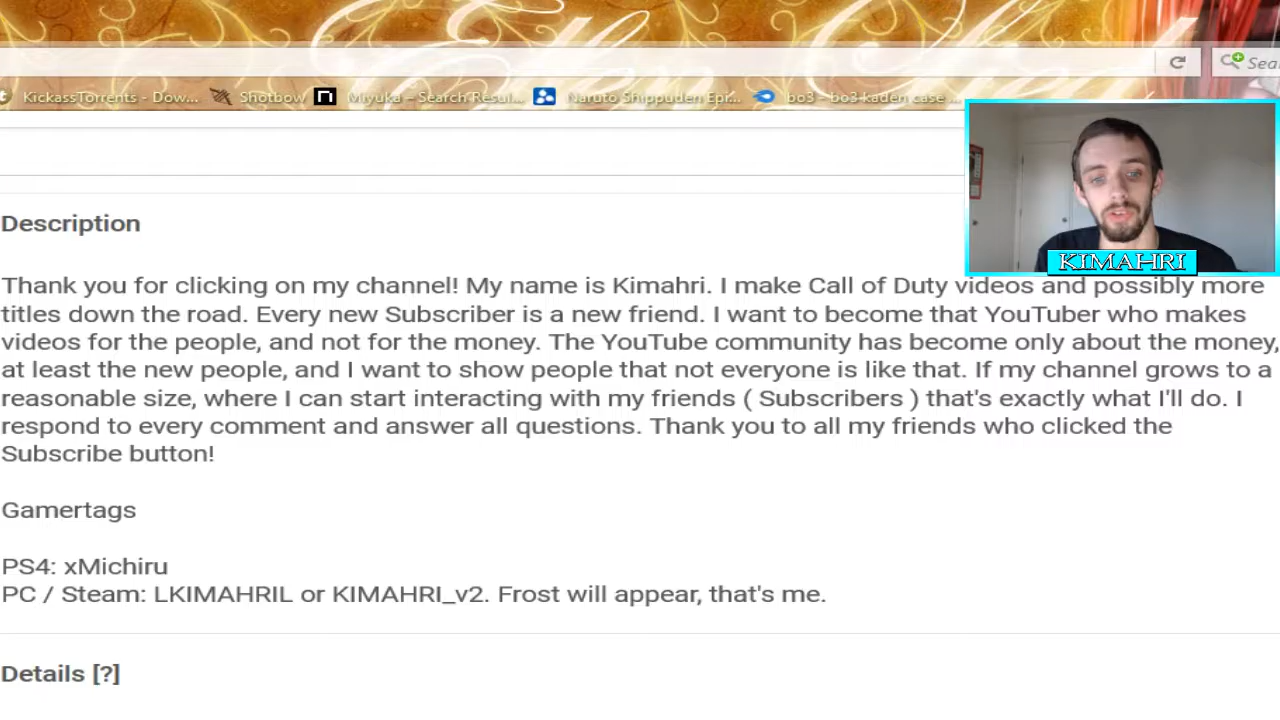 Sea
KickassTorrents - Dow... Shotbow Miyuka – Search Resul... Naruto Shippuden Epi... bo3 - bo3 kaden case ...
KIMAHRI
Description
Thank you for clicking on my channel! My name is Kimahri. I make Call of Duty videos and possibly more
titles down the road. Every new Subscriber is a new friend. I want to become that YouTuber who makes
videos for the people, and not for the money. The YouTube community has become only about the money,
at least the new people, and I want to show people that not everyone is like that. If my channel grows to a
reasonable size, where I can start interacting with my friends ( Subscribers ) that's exactly what I'll do. I
respond to every comment and answer all questions. Thank you to all my friends who clicked the
Subscribe button!
Gamertags
PS4: xMichiru
PC / Steam: LKIMAHRIL or KIMAHRI_v2. Frost will appear, that's me.
Details [?]